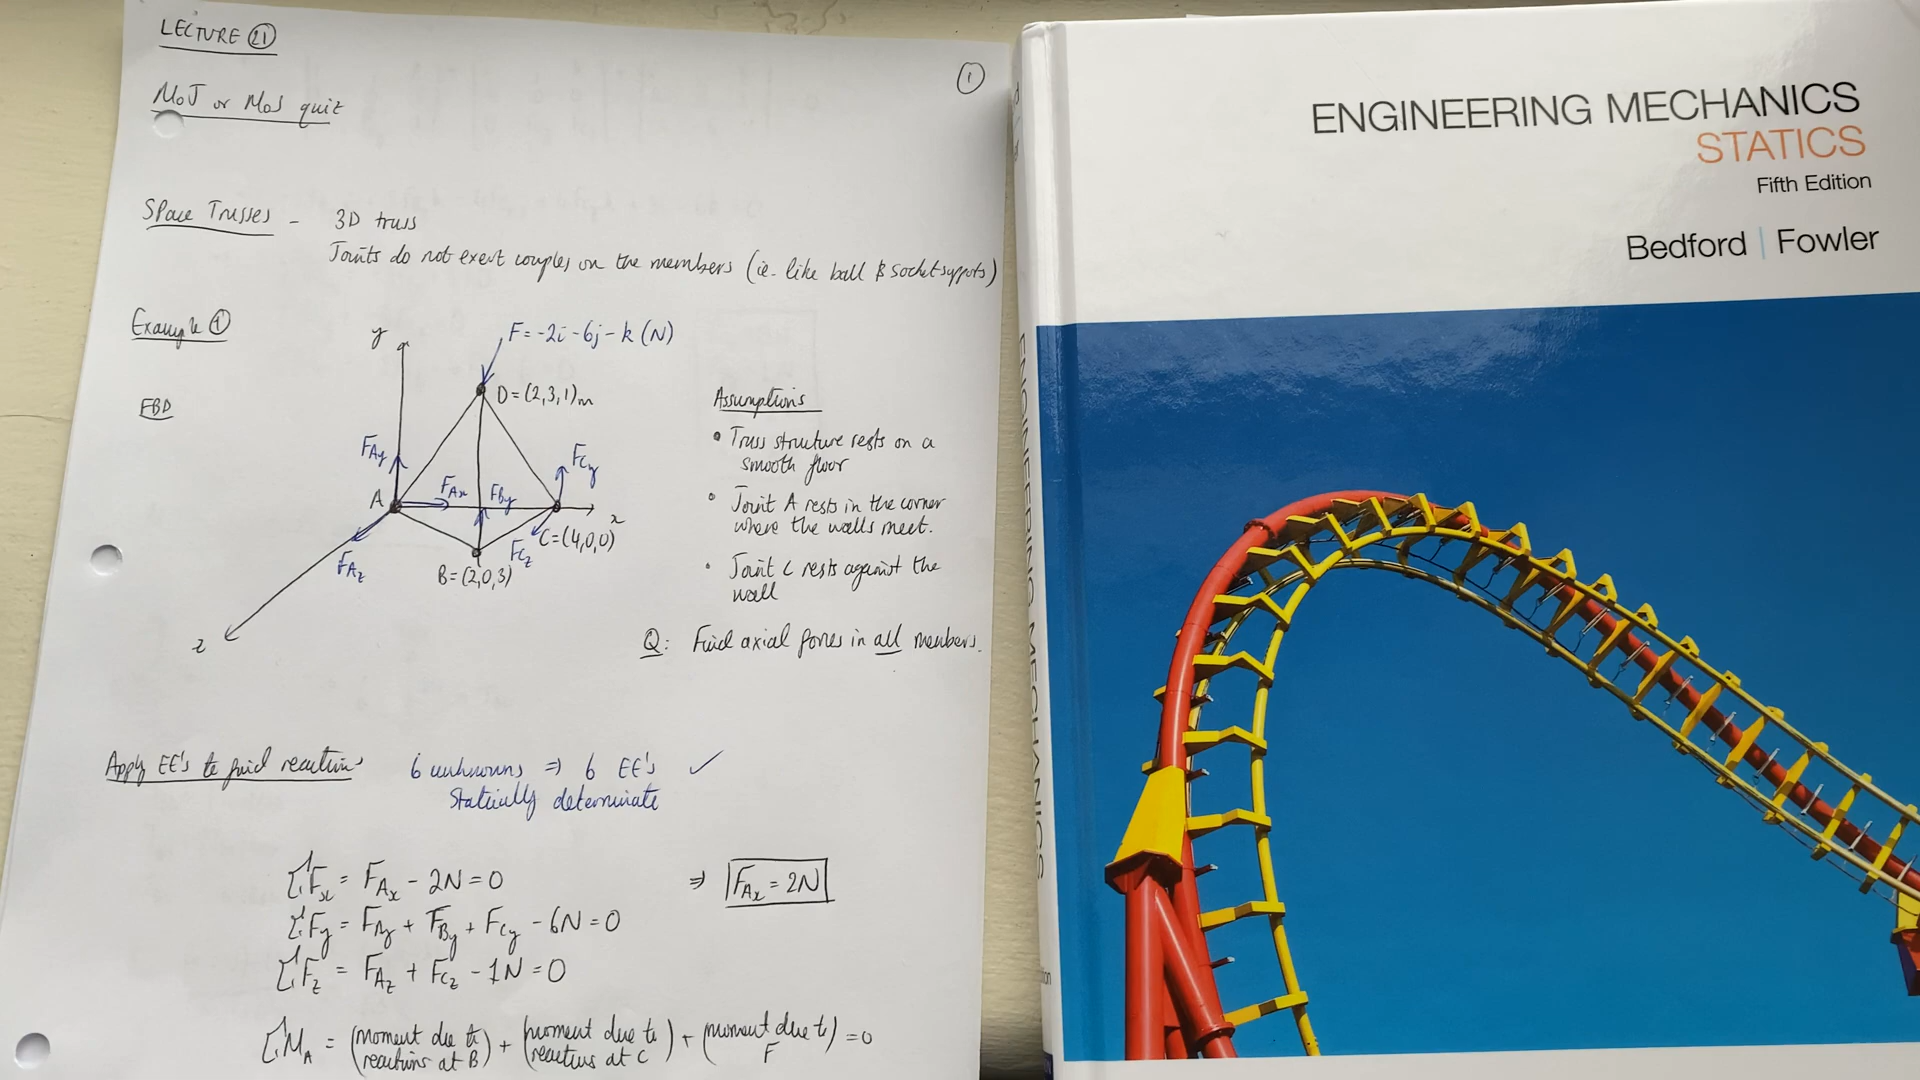 LECTURE 21
1
MoJ or MoS quiz
Space Trusses - 3D truss
Joints do not exert couples on the members (ie. like ball & socket supports)
Example 1
y
F = -2i - 6j - k (N)
FBD
D = (2,3,1)m
FAy
FCy
A
FAx
FBy
x
FAz
FCz
C = (4,0,0)
B = (2,0,3)
z
Assumptions
• Truss structure rests on a
smooth floor
• Joint A rests in the corner
where the walls meet.
• Joint C rests against the
wall
Q: Find axial forces in all members.
Apply EE's to find reactions 6 unknowns ⇒ 6 EE's ✓
Statically determinate
ΣFx = FAx - 2N = 0 ⇒ FAx = 2N
ΣFy = FAy + FBy + FCy - 6N = 0
ΣFz = FAz + FCz - 1N = 0
ΣMA = (moment due to reactions at B) + (moment due to reactions at C) + (moment due to F) = 0
ENGINEERING MECHANICS
STATICS
Fifth Edition
Bedford | Fowler
ENGINEERING MECHANICS